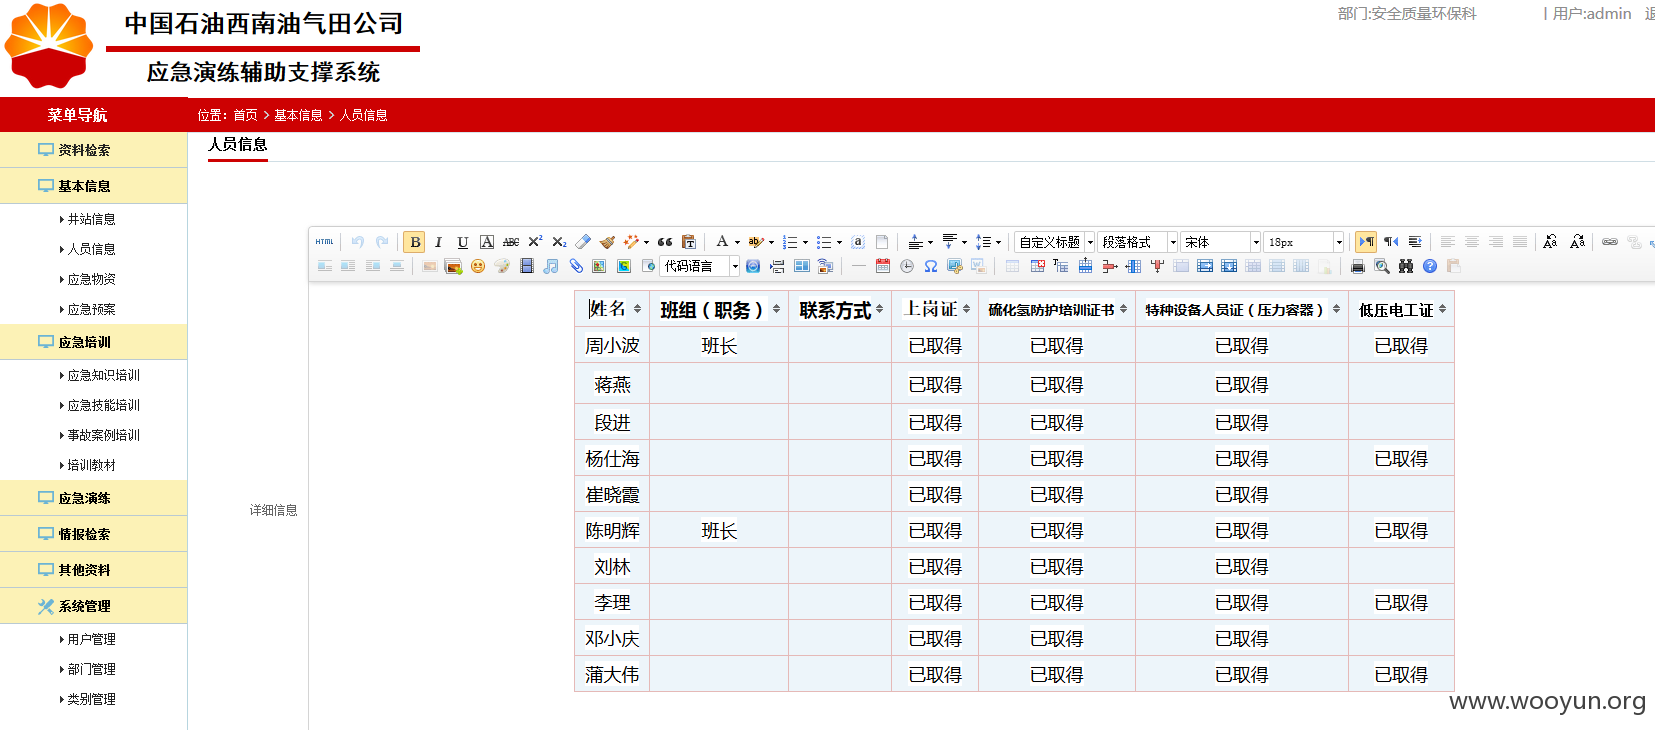 中国石油西南油气田公司
应急演练辅助支撑系统
部门:安全质量环保科 | 用户:admin
菜单导航
位置：首页 > 基本信息 > 人员信息
资料检索
基本信息
井站信息
人员信息
应急物资
应急预案
应急培训
应急知识培训
应急技能培训
事故案例培训
培训教材
应急演练
情报检索
其他资料
系统管理
用户管理
部门管理
类别管理
人员信息
HTML 自定义标题 段落格式 宋体 18px
代码语言
详细信息
姓名 班组（职务） 联系方式 上岗证 硫化氢防护培训证书 特种设备人员证（压力容器） 低压电工证
周小波 班长 已取得 已取得 已取得 已取得
蒋燕 已取得 已取得 已取得
段进 已取得 已取得 已取得
杨仕海 已取得 已取得 已取得 已取得
崔晓霞 已取得 已取得 已取得
陈明辉 班长 已取得 已取得 已取得 已取得
刘林 已取得 已取得 已取得
李理 已取得 已取得 已取得 已取得
邓小庆 已取得 已取得 已取得
蒲大伟 已取得 已取得 已取得 已取得
www.wooyun.org